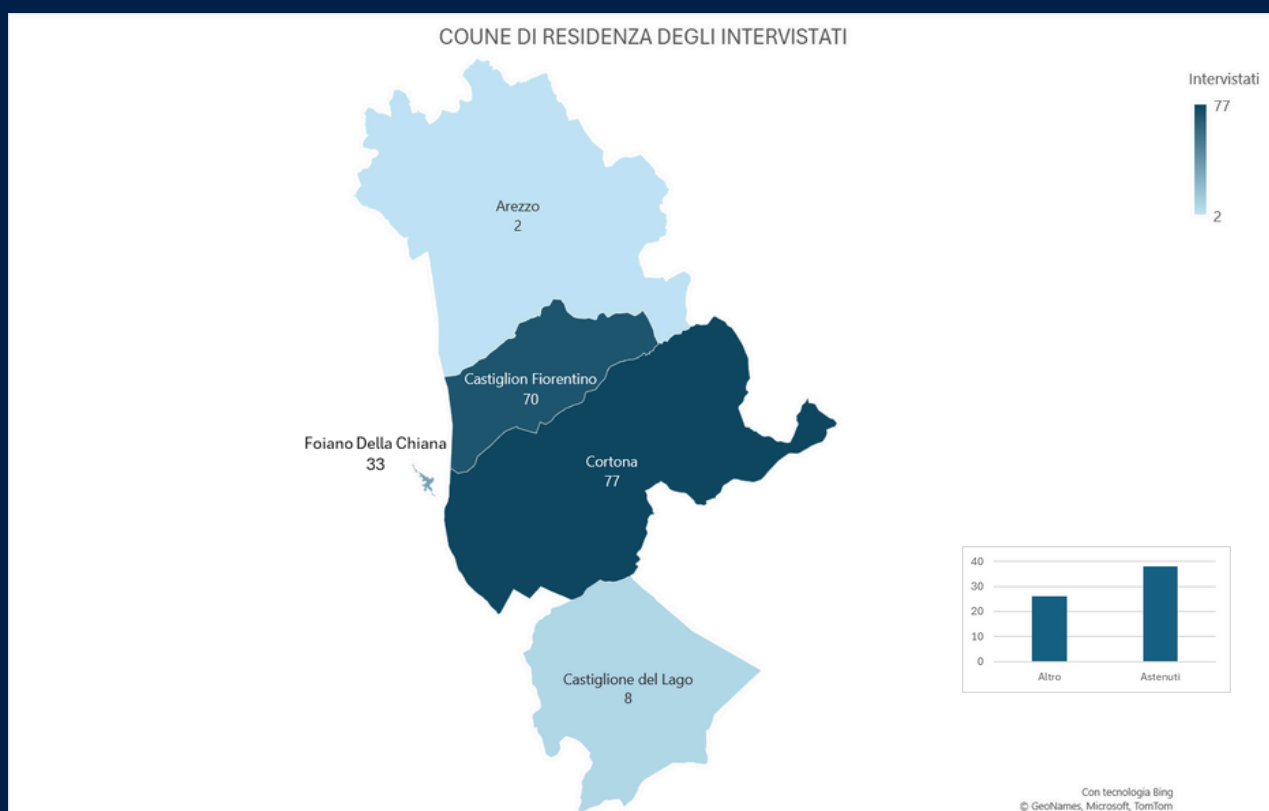 COUNE DI RESIDENZA DEGLI INTERVISTATI
Intervistati
77
2
Arezzo
2
Castiglion Fiorentino
70
Foiano Della Chiana
33
Cortona
77
Castiglione del Lago
8
40
30
20
10
0
Altro
Astenuti
Con tecnologia Bing
© GeoNames, Microsoft, TomTom